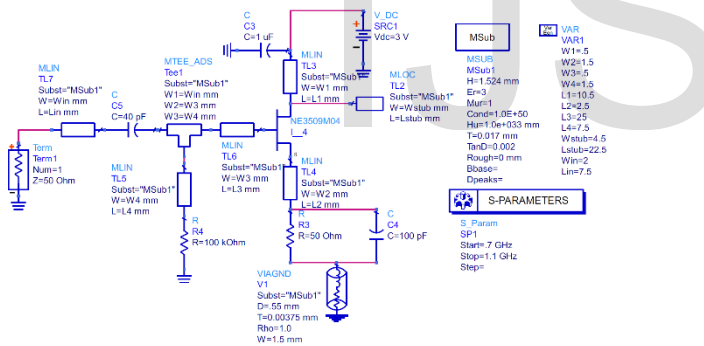 C
C3
C=1 uF
V_DC
SRC1
Vdc=3 V
MLIN
TL3
Subst="MSub1"
W=W1 mm
L=L1 mm
MLOC
TL2
Subst="MSub1"
W=Wstub mm
L=Lstub mm
MLIN
TL7
Subst="MSub1"
W=Win mm
L=Lin mm
C
C5
C=40 pF
MTEE_ADS
Tee1
Subst="MSub1"
W1=Win mm
W2=W3 mm
W3=W4 mm
NE3509M04
I__4
Term
Term1
Num=1
Z=50 Ohm
MLIN
TL6
Subst="MSub1"
W=W3 mm
L=L3 mm
MLIN
TL5
Subst="MSub1"
W=W4 mm
L=L4 mm
MLIN
TL4
Subst="MSub1"
W=W2 mm
L=L2 mm
R
R4
R=100 kOhm
R
R3
R=50 Ohm
C
C4
C=100 pF
VIAGND
V1
Subst="MSub1"
D=.55 mm
T=0.00375 mm
Rho=1.0
W=1.5 mm
MSub
MSUB
MSub1
H=1.524 mm
Er=3
Mur=1
Cond=1.0E+50
Hu=1.0e+033 mm
T=0.017 mm
TanD=0.002
Rough=0 mm
Bbase=
Dpeaks=
Var
Eqn
VAR
VAR1
W1=.5
W2=1.5
W3=.5
W4=1.5
L1=10.5
L2=2.5
L3=25
L4=7.5
Wstub=4.5
Lstub=22.5
Win=2
Lin=7.5
S-PARAMETERS
S_Param
SP1
Start=.7 GHz
Stop=1.1 GHz
Step=
IJS